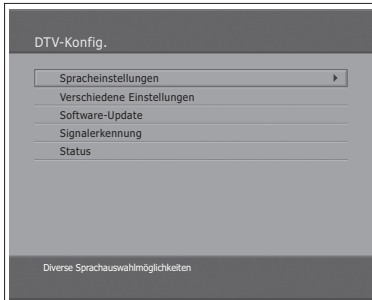 DTV-Konfig.
Spracheinstellungen
Verschiedene Einstellungen
Software-Update
Signalerkennung
Status
Diverse Sprachauswahlmöglichkeiten